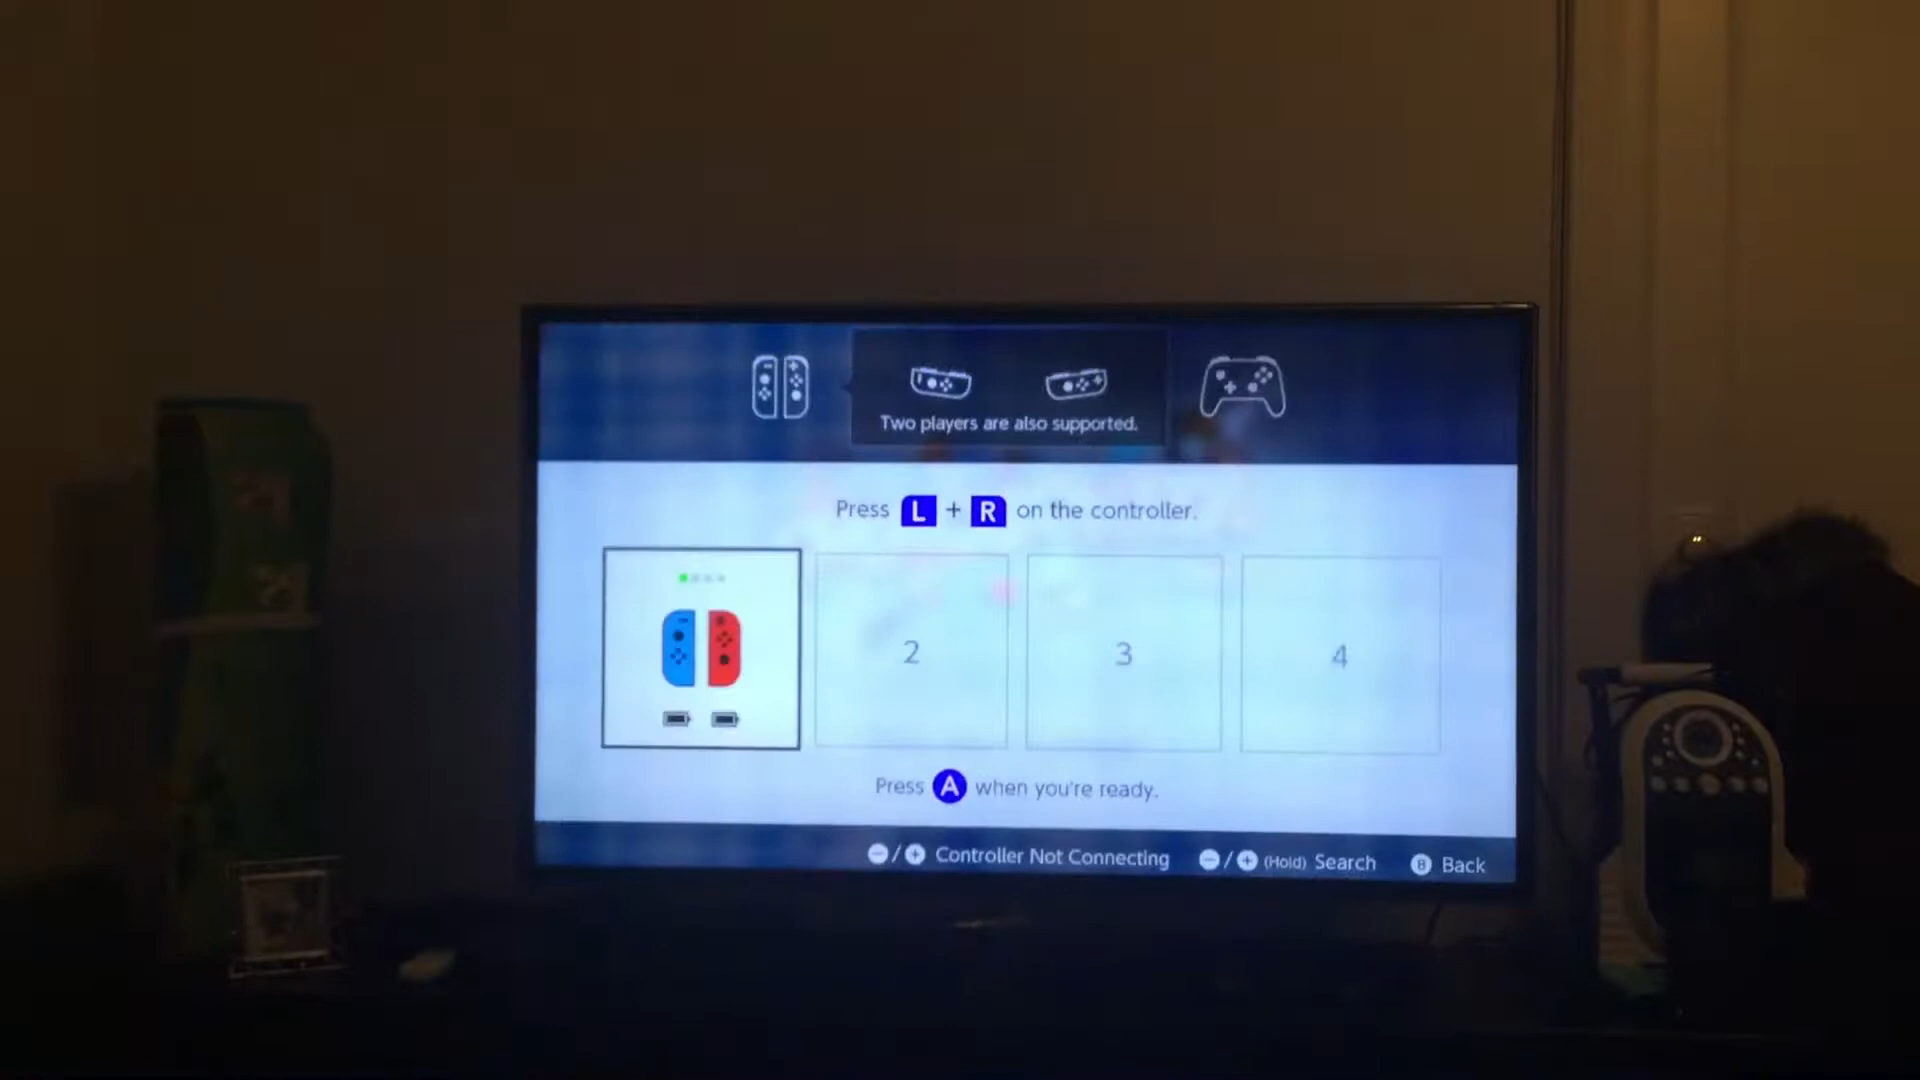 Two players are also supported.
Press L + R on the controller.
2
3
4
Press A when you're ready.
−/+ Controller Not Connecting −/+ (Hold) Search B Back